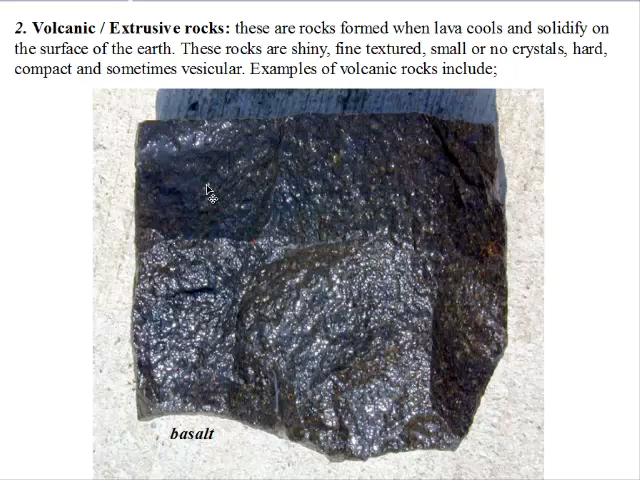 2. Volcanic / Extrusive rocks: these are rocks formed when lava cools and solidify on
the surface of the earth. These rocks are shiny, fine textured, small or no crystals, hard,
compact and sometimes vesicular. Examples of volcanic rocks include;
basalt